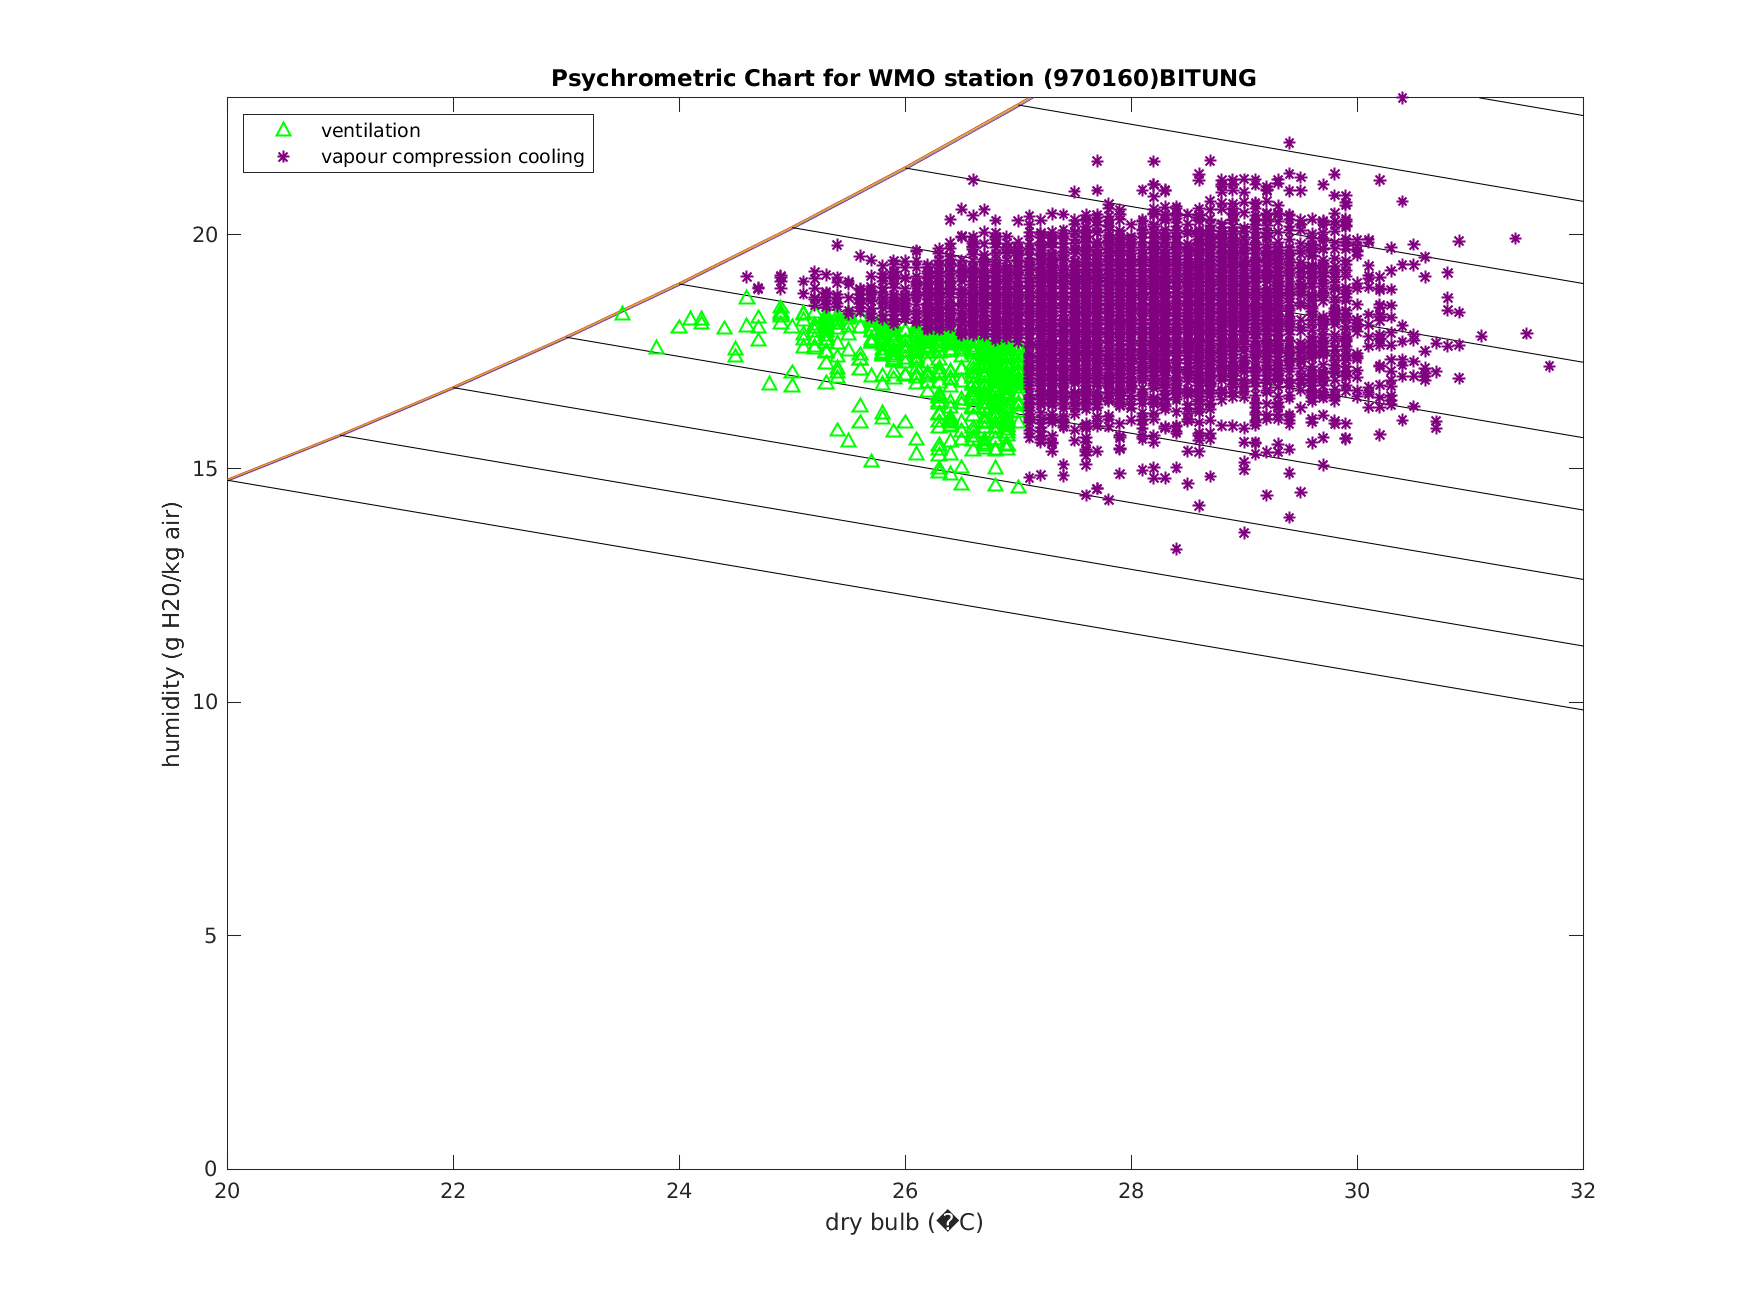 Psychrometric Chart for WMO station (970160)BITUNG
ventilation
vapour compression cooling
20
15
10
5
0
humidity (g H20/kg air)
20 22 24 26 28 30 32
dry bulb (�C)